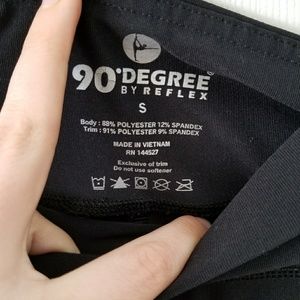 90°DEGREE
BY REFLEX
S
Body : 88% POLYESTER 12% SPANDEX
Trim : 91% POLYESTER 9% SPANDEX
MADE IN VIETNAM
RN 144527
Exclusive of trim
Do not use softener